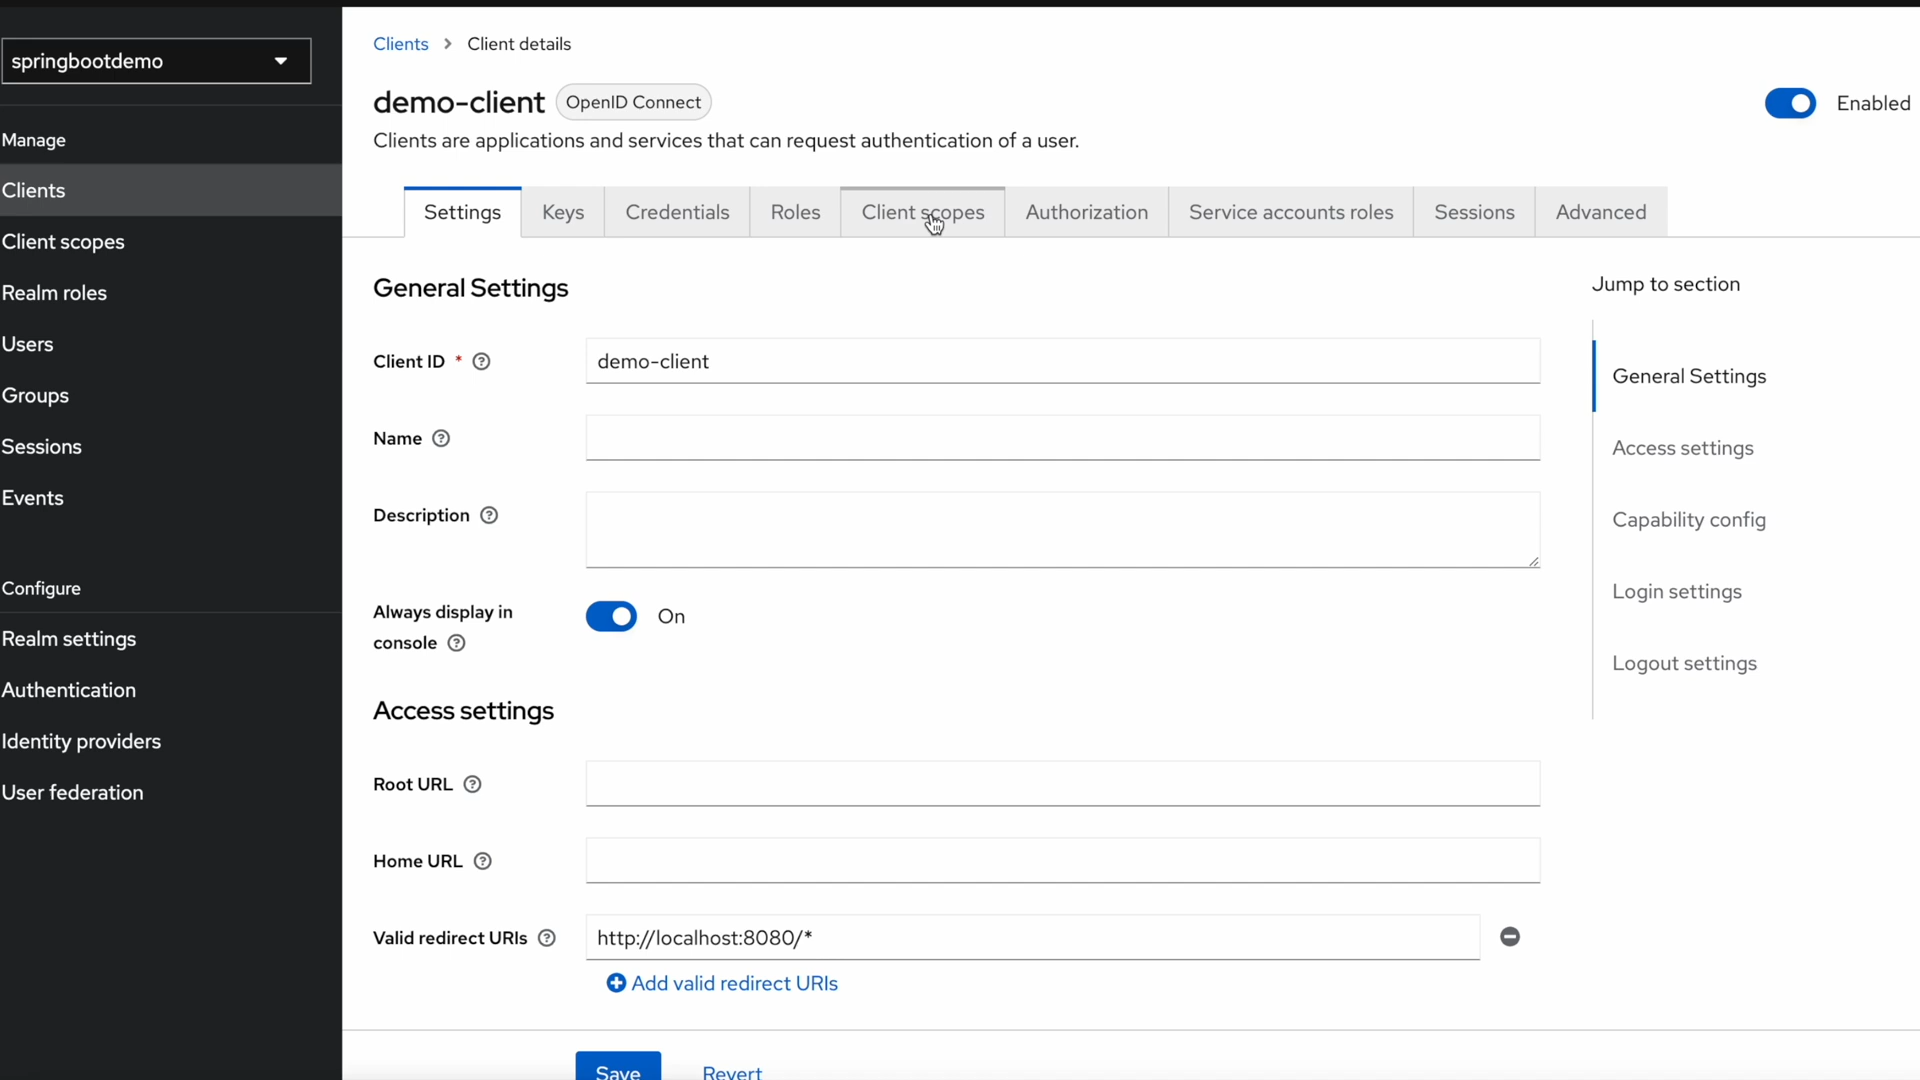 springbootdemo
Manage
Clients
Client scopes
Realm roles
Users
Groups
Sessions
Events
Configure
Realm settings
Authentication
Identity providers
User federation
Clients > Client details
demo-client OpenID Connect
Enabled
Clients are applications and services that can request authentication of a user.
Settings Keys Credentials Roles Client scopes Authorization Service accounts roles Sessions Advanced
General Settings
Client ID * demo-client
Name
Description
Always display in
console
On
Access settings
Root URL
Home URL
Valid redirect URIs http://localhost:8080/*
Add valid redirect URIs
Save Revert
Jump to section
General Settings
Access settings
Capability config
Login settings
Logout settings